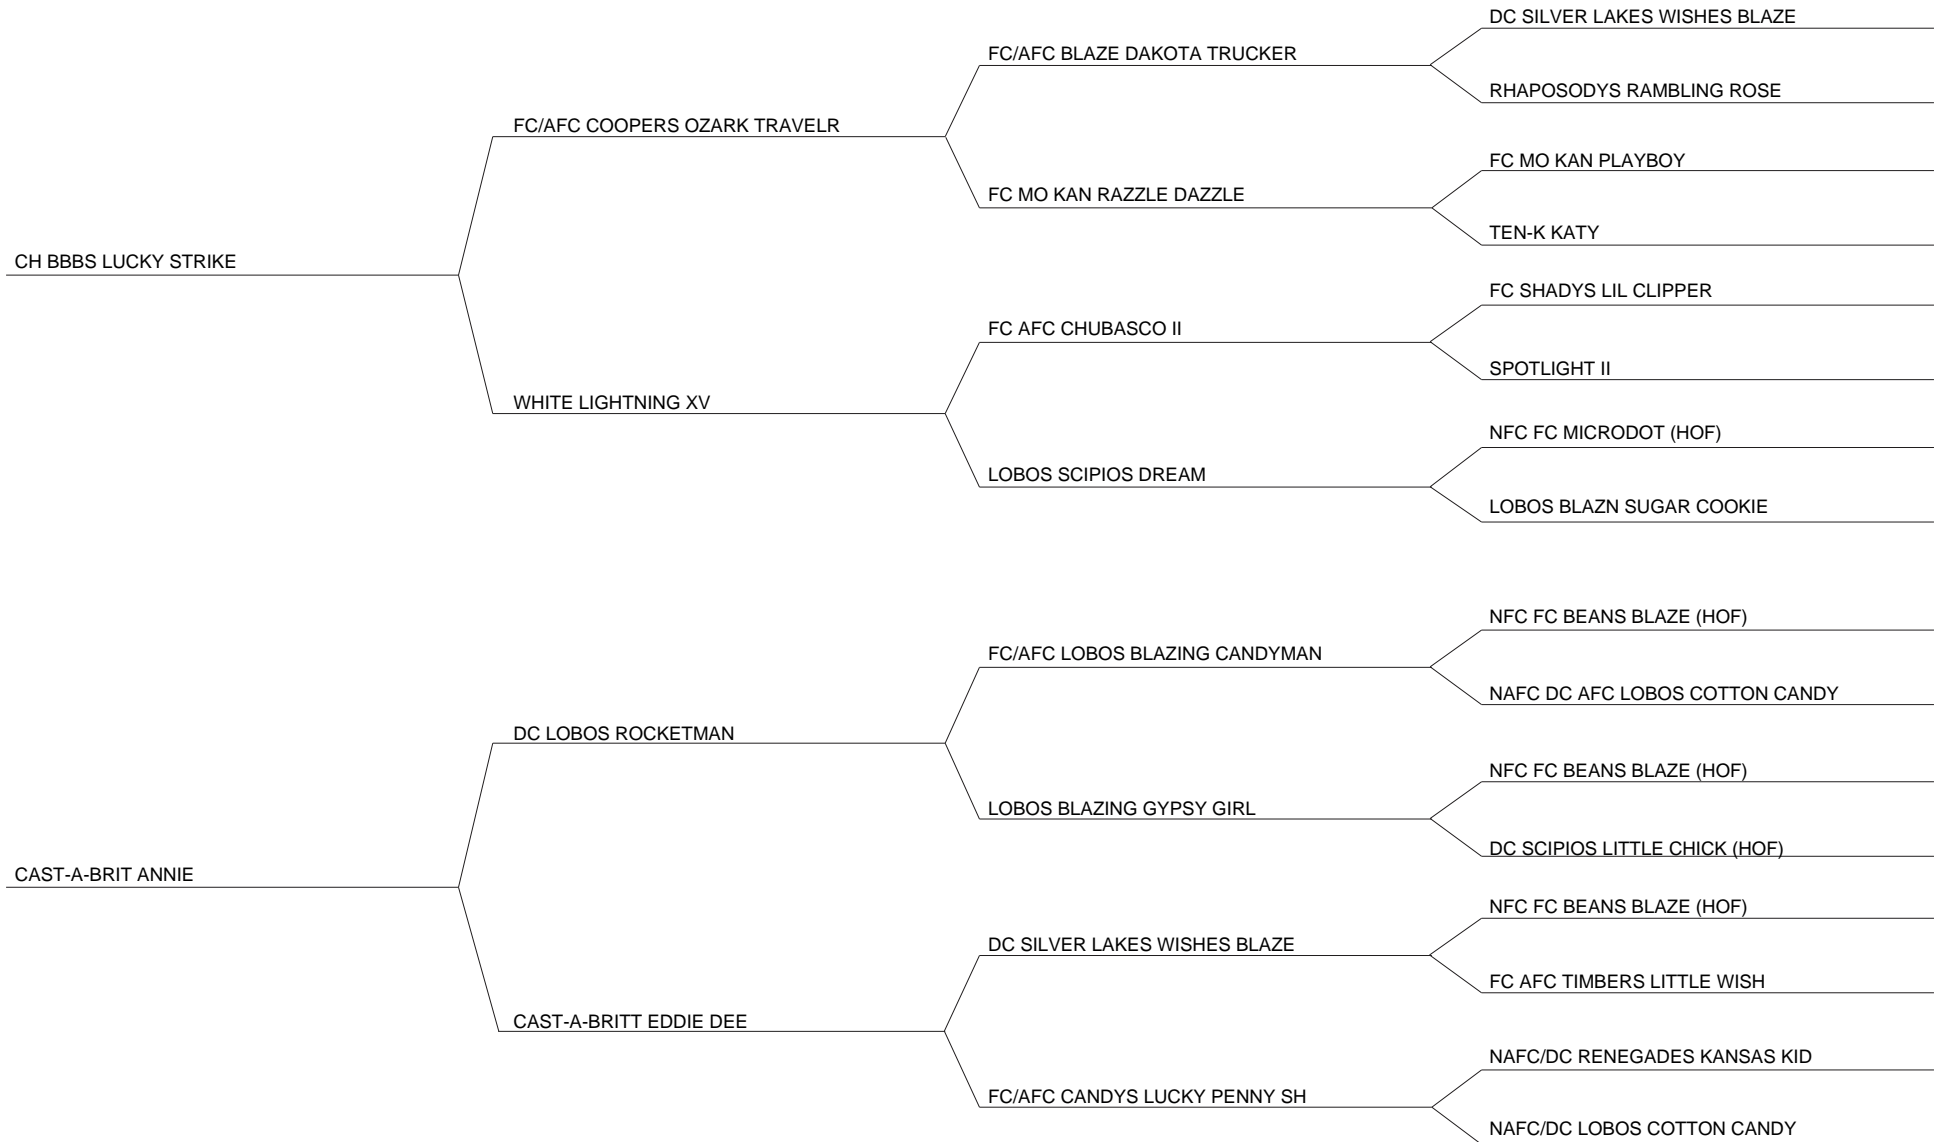 DC SILVER LAKES WISHES BLAZE
FC/AFC BLAZE DAKOTA TRUCKER
RHAPOSODYS RAMBLING ROSE
FC/AFC COOPERS OZARK TRAVELR
FC MO KAN PLAYBOY
FC MO KAN RAZZLE DAZZLE
TEN-K KATY
CH BBBS LUCKY STRIKE
FC SHADYS LIL CLIPPER
FC AFC CHUBASCO II
SPOTLIGHT II
WHITE LIGHTNING XV
NFC FC MICRODOT (HOF)
LOBOS SCIPIOS DREAM
LOBOS BLAZN SUGAR COOKIE
NFC FC BEANS BLAZE (HOF)
FC/AFC LOBOS BLAZING CANDYMAN
NAFC DC AFC LOBOS COTTON CANDY
DC LOBOS ROCKETMAN
NFC FC BEANS BLAZE (HOF)
LOBOS BLAZING GYPSY GIRL
DC SCIPIOS LITTLE CHICK (HOF)
CAST-A-BRIT ANNIE
NFC FC BEANS BLAZE (HOF)
DC SILVER LAKES WISHES BLAZE
FC AFC TIMBERS LITTLE WISH
CAST-A-BRITT EDDIE DEE
NAFC/DC RENEGADES KANSAS KID
FC/AFC CANDYS LUCKY PENNY SH
NAFC/DC LOBOS COTTON CANDY